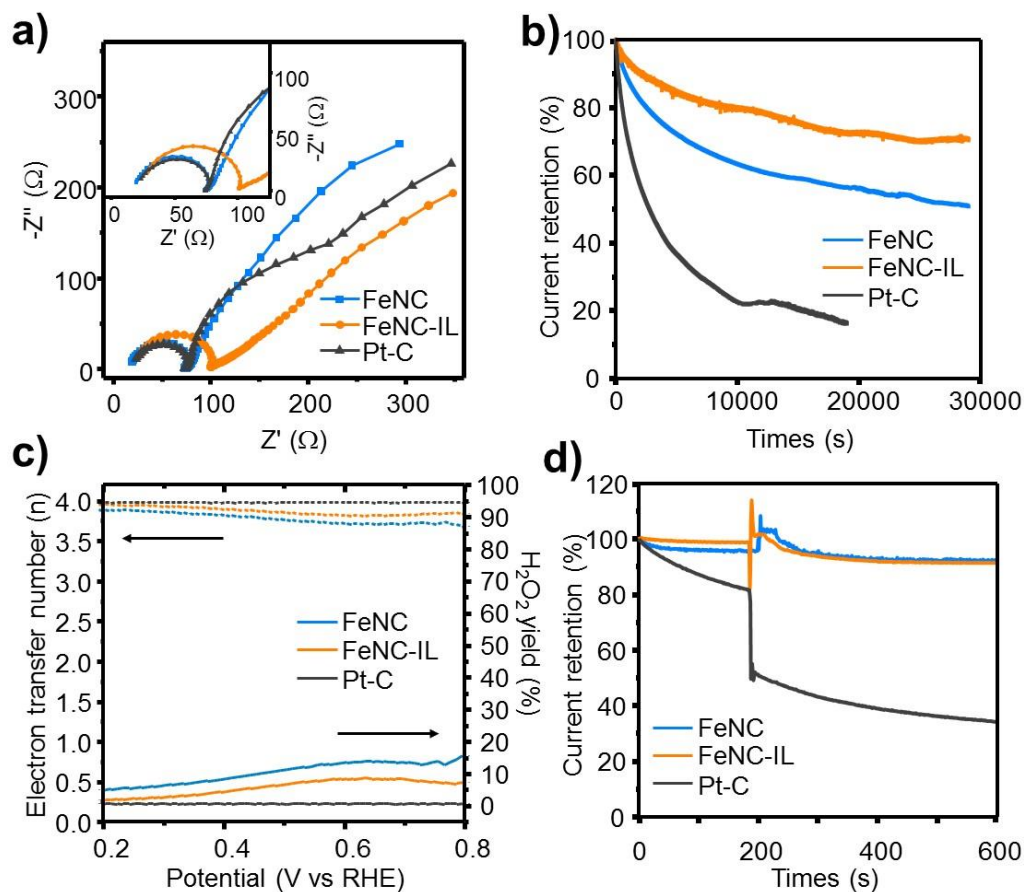 a)
300
200
100
0
-Z" (Ω)
0
100
200
300
Z' (Ω)
100
50
0
-Z" (Ω)
0
50
100
Z' (Ω)
FeNC
FeNC-IL
Pt-C
b)
100
80
60
40
20
0
Current retention (%)
0
10000
20000
30000
Times (s)
FeNC
FeNC-IL
Pt-C
c)
4.0
3.5
3.0
2.5
2.0
1.5
1.0
0.5
0.0
Electron transfer number (n)
100
90
80
70
60
50
40
30
20
10
0
H₂O₂ yield (%)
FeNC
FeNC-IL
Pt-C
0.2
0.4
0.6
0.8
Potential (V vs RHE)
d)
120
100
80
60
40
20
0
Current retention (%)
FeNC
FeNC-IL
Pt-C
0
200
400
600
Times (s)